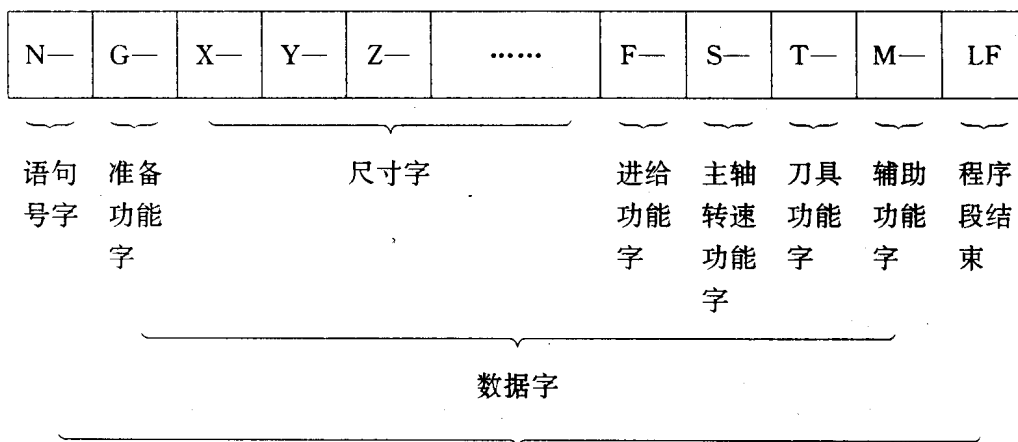 N— G— X— Y— Z— …… F— S— T— M— LF
语句号字 准备功能字 尺寸字 进给功能字 主轴转速功能字 刀具功能字 辅助功能字 程序段结束
数据字